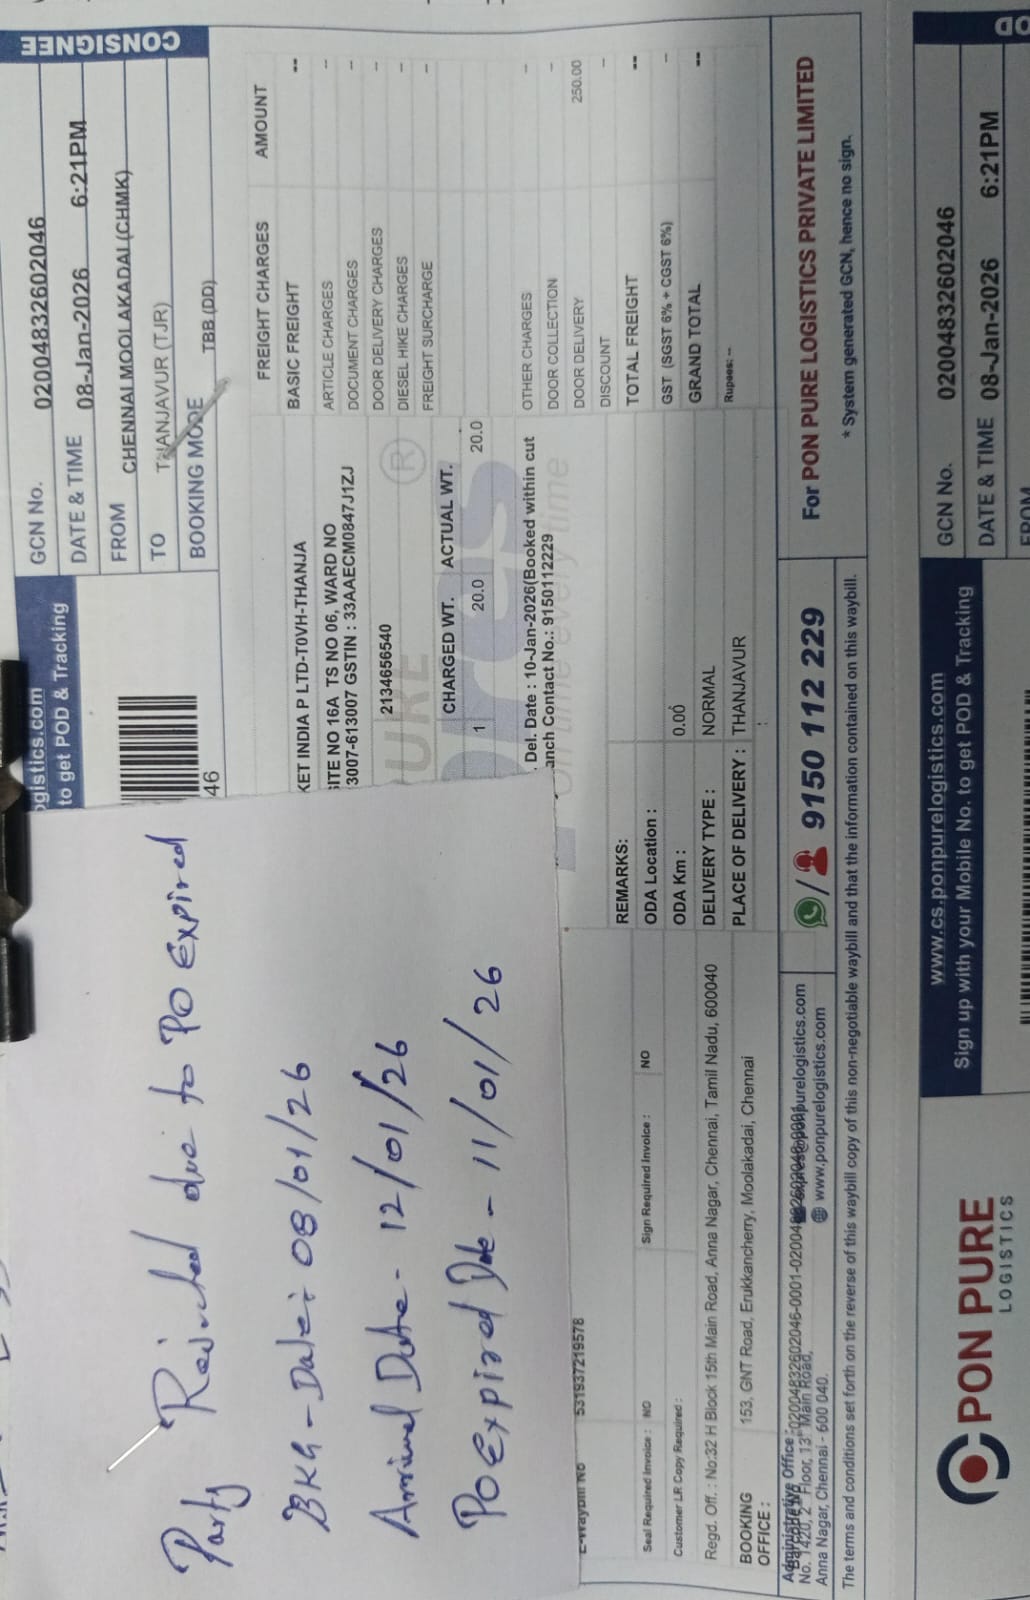 CONSIGNEE
GCN No. 0200483260​2046
DATE & TIME 08-Jan-2026 6:21PM
FROM CHENNAI MOOLAKADAI (CHMK)
TO THANJAVUR (TJR)
BOOKING MODE TBB (DD)
ogistics.com
to get POD & Tracking
46
Party Rejected due to PO Expired
BKG - Date: 08/01/26
Arrival Date - 12/01/26
PO Expired Date - 11/01/26
KET INDIA P LTD-T0VH-THANJA
SITE NO 16A TS NO 06, WARD NO
3007-613007 GSTIN : 33AAECM0847J1ZJ
2134656540
CHARGED WT. ACTUAL WT.
1 20.0 20.0
Del. Date : 10-Jan-2026(Booked within cut
anch Contact No.: 9150112229
FREIGHT CHARGES AMOUNT
BASIC FREIGHT --
ARTICLE CHARGES -
DOCUMENT CHARGES -
DOOR DELIVERY CHARGES -
DIESEL HIKE CHARGES -
FREIGHT SURCHARGE -
OTHER CHARGES -
DOOR COLLECTION -
DOOR DELIVERY 250.00
DISCOUNT -
TOTAL FREIGHT --
GST (SGST 6% + CGST 6%) -
GRAND TOTAL --
Rupees: --
E-Waybill No 531937219578
Seal Required Invoice : NO Sign Required Invoice : NO
Customer LR Copy Required :
REMARKS:
ODA Location :
ODA Km : 0.00
DELIVERY TYPE : NORMAL
PLACE OF DELIVERY : THANJAVUR
:
Regd. Off. : No:32 H Block 15th Main Road, Anna Nagar, Chennai, Tamil Nadu, 600040
BOOKING OFFICE : 153, GNT Road, Erukkancherry, Moolakadai, Chennai
Administrative Office :
No. 1420, 2nd Floor, 13th Main Road,
Anna Nagar, Chennai - 600 040.
www.ponpurelogistics.com
9150 112 229
For PON PURE LOGISTICS PRIVATE LIMITED
* System generated GCN, hence no sign.
The terms and conditions set forth on the reverse of this waybill copy of this non-negotiable waybill and that the information contained on this waybill.
PON PURE
LOGISTICS
www.cs.ponpurelogistics.com
Sign up with your Mobile No. to get POD & Tracking
GCN No. 02004832602046
DATE & TIME 08-Jan-2026 6:21PM
FROM